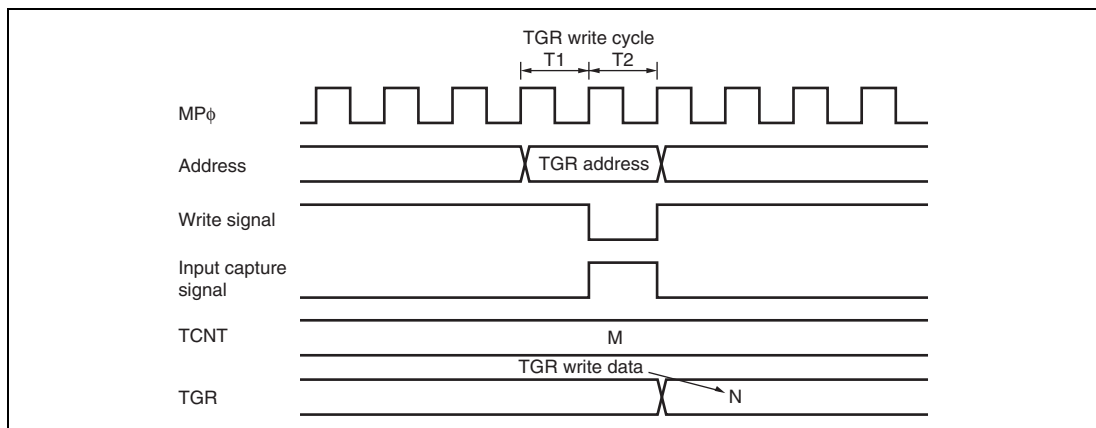 TGR write cycle
T1 T2
MPϕ
Address
TGR address
Write signal
Input capture
signal
TCNT
M
TGR write data
TGR
N